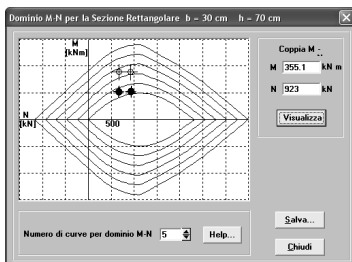 Dominio M-N per la Sezione Rettangolare b = 30 cm h = 70 cm
M
[kNm]
N
[kN]
500
Coppia M -
M 355.1 kN m
N 923 kN
Visualizza
Numero di curve per dominio M-N 5 Help...
Salva...
Chiudi